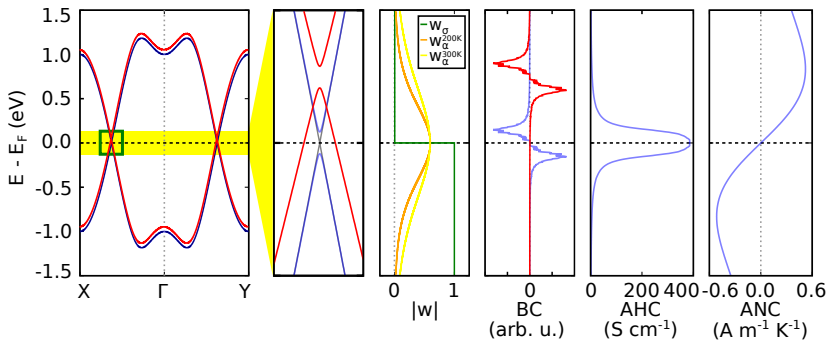 1.5
1.0
0.5
0.0
-0.5
-1.0
-1.5
E - E_F (eV)
X Γ Y
w_σ
w_α^200K
w_α^300K
0 1
|w|
0
BC
(arb. u.)
0 200 400
AHC
(S cm⁻¹)
-0.6 0.0 0.6
ANC
(A m⁻¹ K⁻¹)